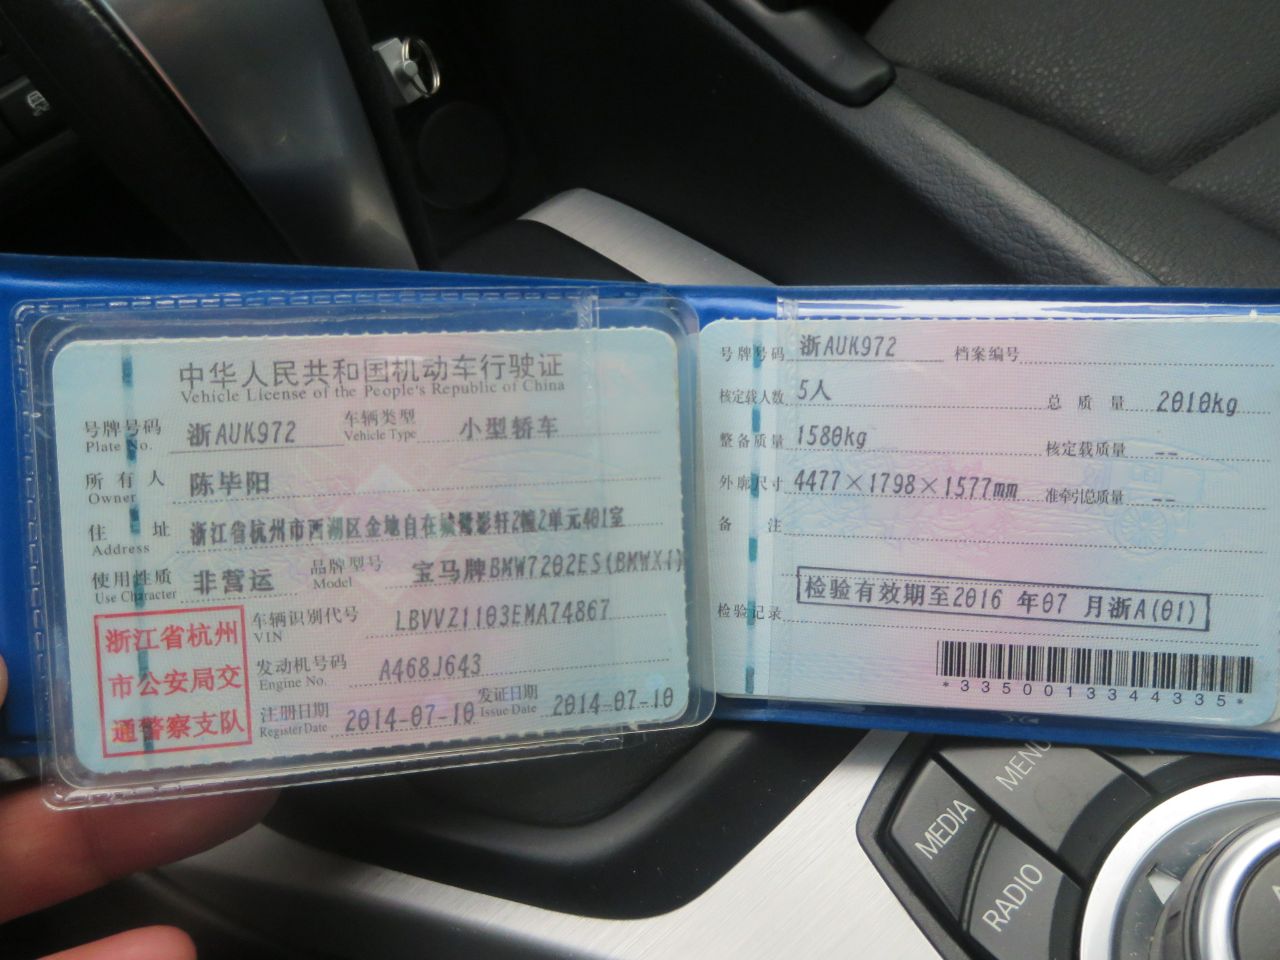 中华人民共和国机动车行驶证
Vehicle License of the People's Republic of China
号牌号码 浙AUK972 车辆类型 小型轿车
Plate No. Vehicle Type
所有人 陈毕阳
Owner
住址 浙江省杭州市西湖区金地自在城鹭影轩2幢2单元401室
Address
使用性质 非营运 品牌型号 宝马牌BMW7202ES(BMWX1)
Use Character Model
浙江省杭州
市公安局交
通警察支队
车辆识别代号 LBVVZ1103EMA74867
VIN
发动机号码 A468J643
Engine No.
注册日期 2014-07-10 发证日期 2014-07-10
Register Date Issue Date
号牌号码 浙AUK972 档案编号
核定载人数 5人 总质量 2010kg
整备质量 1580kg 核定载质量 --
外廓尺寸 4477×1798×1577mm 准牵引总质量 --
备注
检验记录 检验有效期至2016 年07 月浙A(01)
*3350013344335*
MENU
MEDIA
RADIO